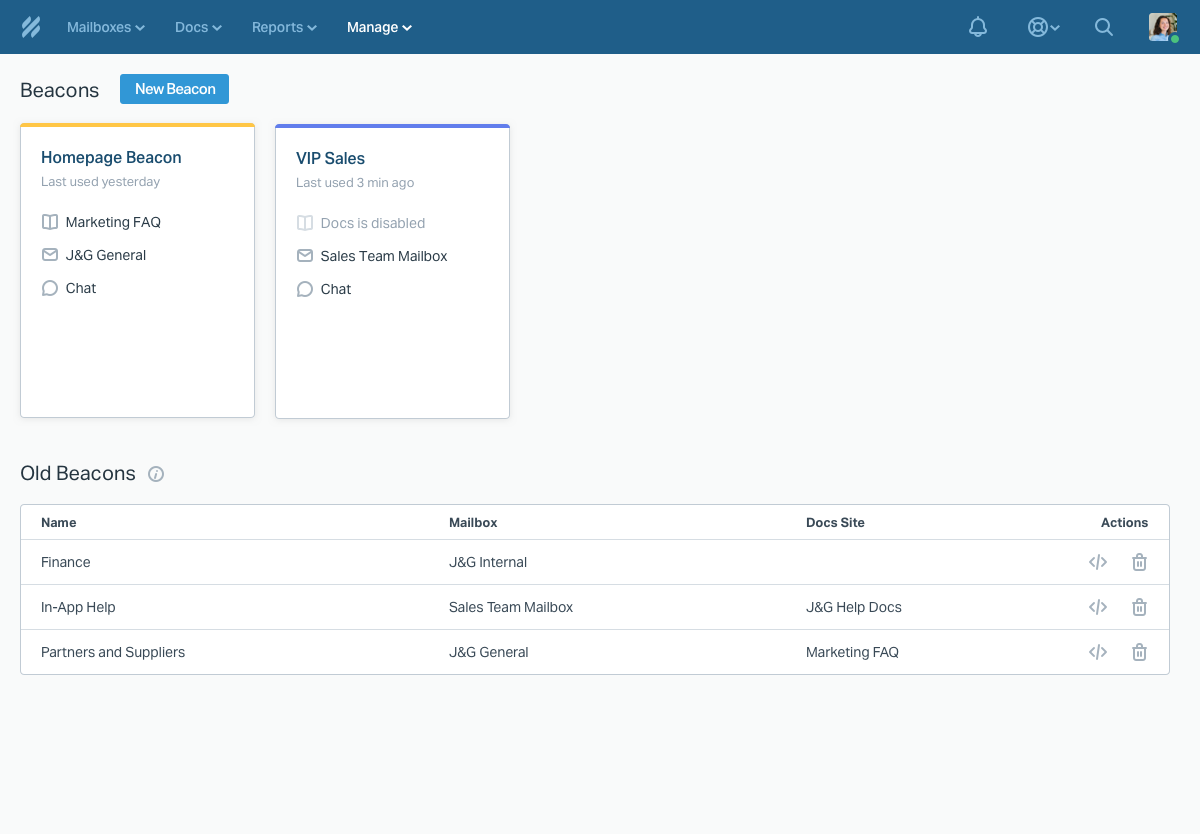 Mailboxes Docs Reports Manage
Beacons New Beacon
Homepage Beacon
Last used yesterday
Marketing FAQ
J&G General
Chat
VIP Sales
Last used 3 min ago
Docs is disabled
Sales Team Mailbox
Chat
Old Beacons
Name Mailbox Docs Site Actions
Finance J&G Internal
In-App Help Sales Team Mailbox J&G Help Docs
Partners and Suppliers J&G General Marketing FAQ